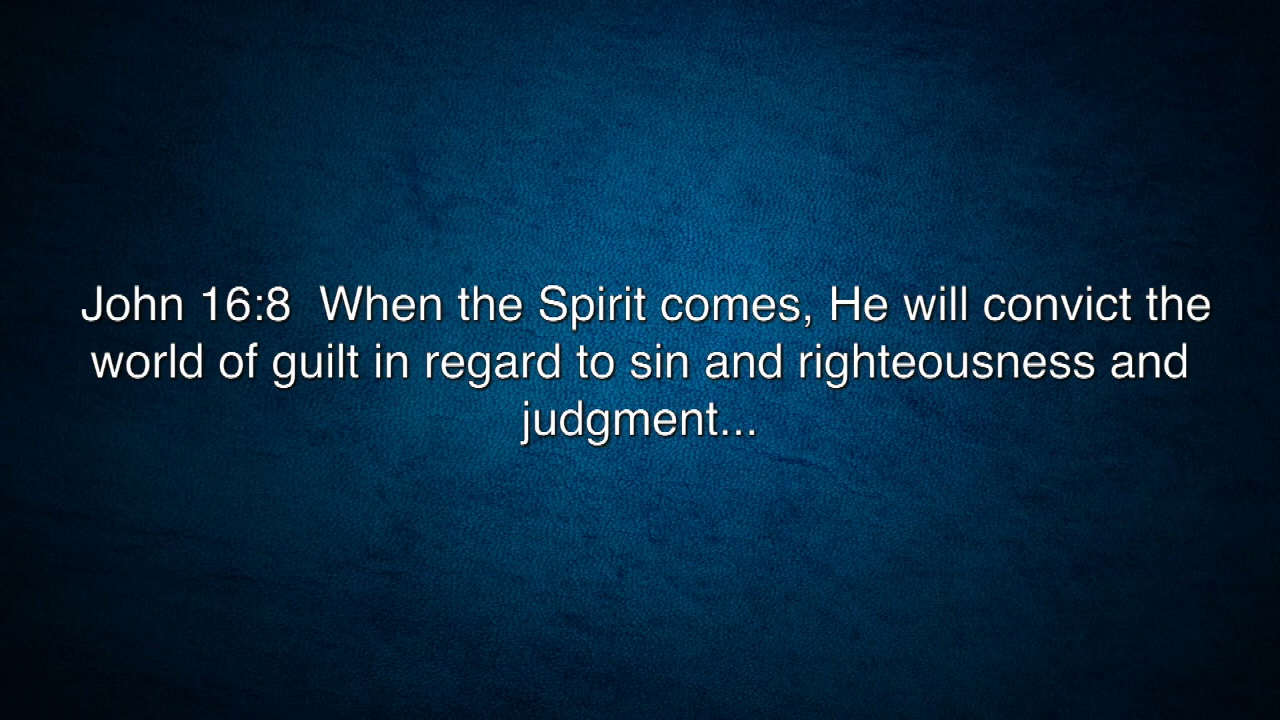 John 16:8  When the Spirit comes, He will convict the
world of guilt in regard to sin and righteousness and
judgment...